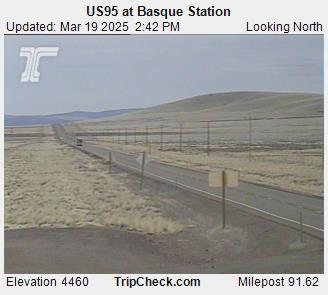 US95 at Basque Station
Updated: Mar 19 2025 2:42 PM Looking North
Elevation 4460 TripCheck.com Milepost 91.62